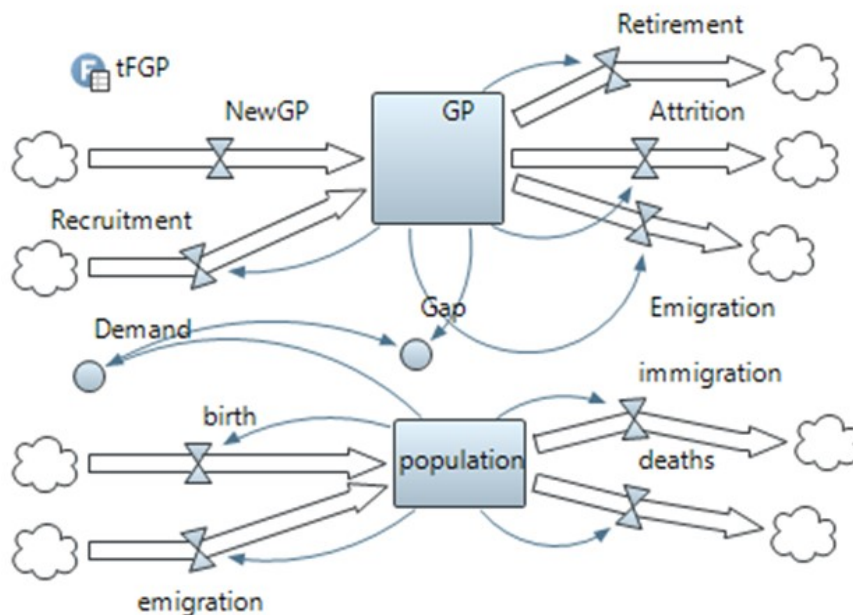 Retirement
F tFGP
NewGP
GP
Attrition
Recruitment
Gap
Emigration
Demand
immigration
birth
population
deaths
emigration